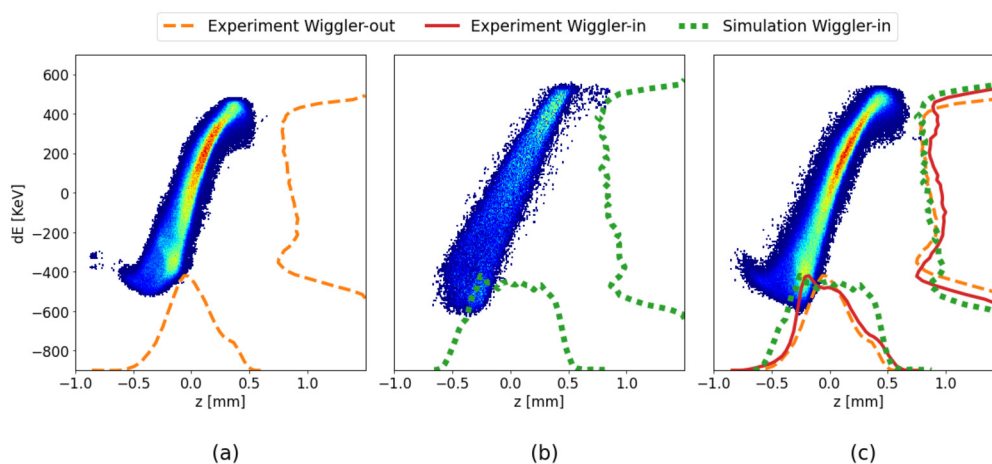 Experiment Wiggler-out Experiment Wiggler-in Simulation Wiggler-in
600
400
200
0
−200
−400
−600
−800
dE [KeV]
−1.0 −0.5 0.0 0.5 1.0
−1.0 −0.5 0.0 0.5 1.0
−1.0 −0.5 0.0 0.5 1.0
z [mm] z [mm] z [mm]
(a) (b) (c)